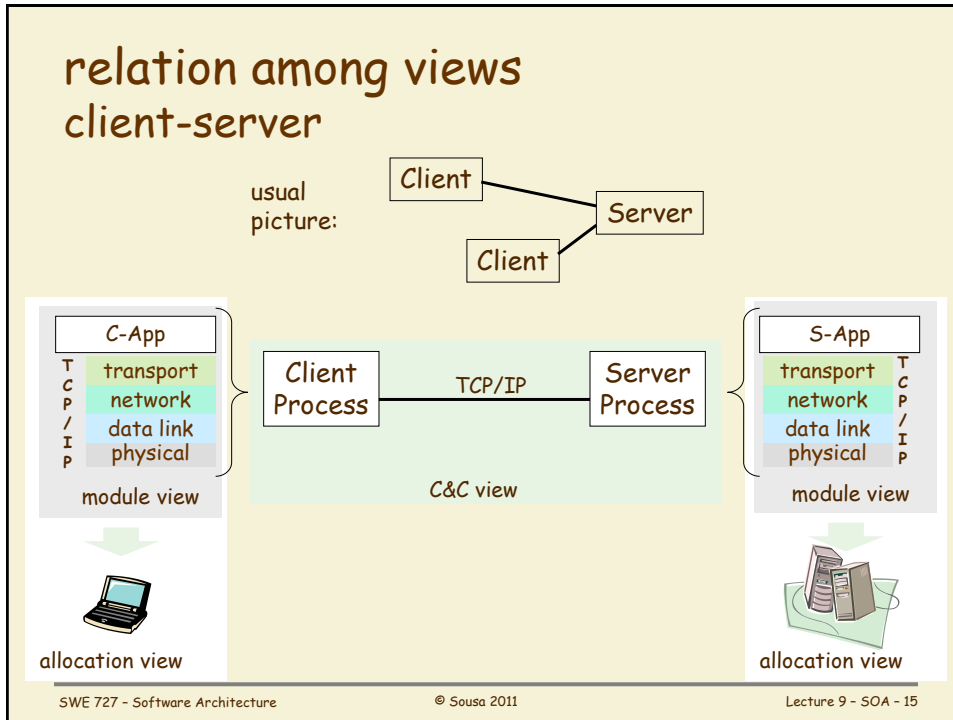 relation among views
client-server
usual
picture:
Client
Server
Client
C-App
TCP/IP
transport
network
data link
physical
module view
Client
Process
TCP/IP
Server
Process
C&C view
S-App
transport
network
data link
physical
TCP/IP
module view
allocation view
allocation view
SWE 727 – Software Architecture
© Sousa 2011
Lecture 9 – SOA – 15